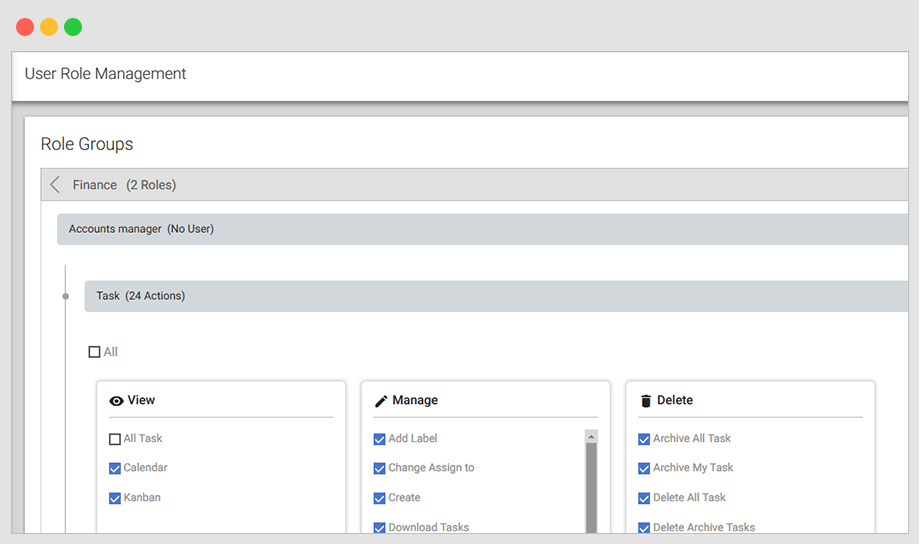 User Role Management
Role Groups
Finance (2 Roles)
Accounts manager (No User)
Task (24 Actions)
All
View
All Task
Calendar
Kanban
Manage
Add Label
Change Assign to
Create
Download Tasks
Delete
Archive All Task
Archive My Task
Delete All Task
Delete Archive Tasks